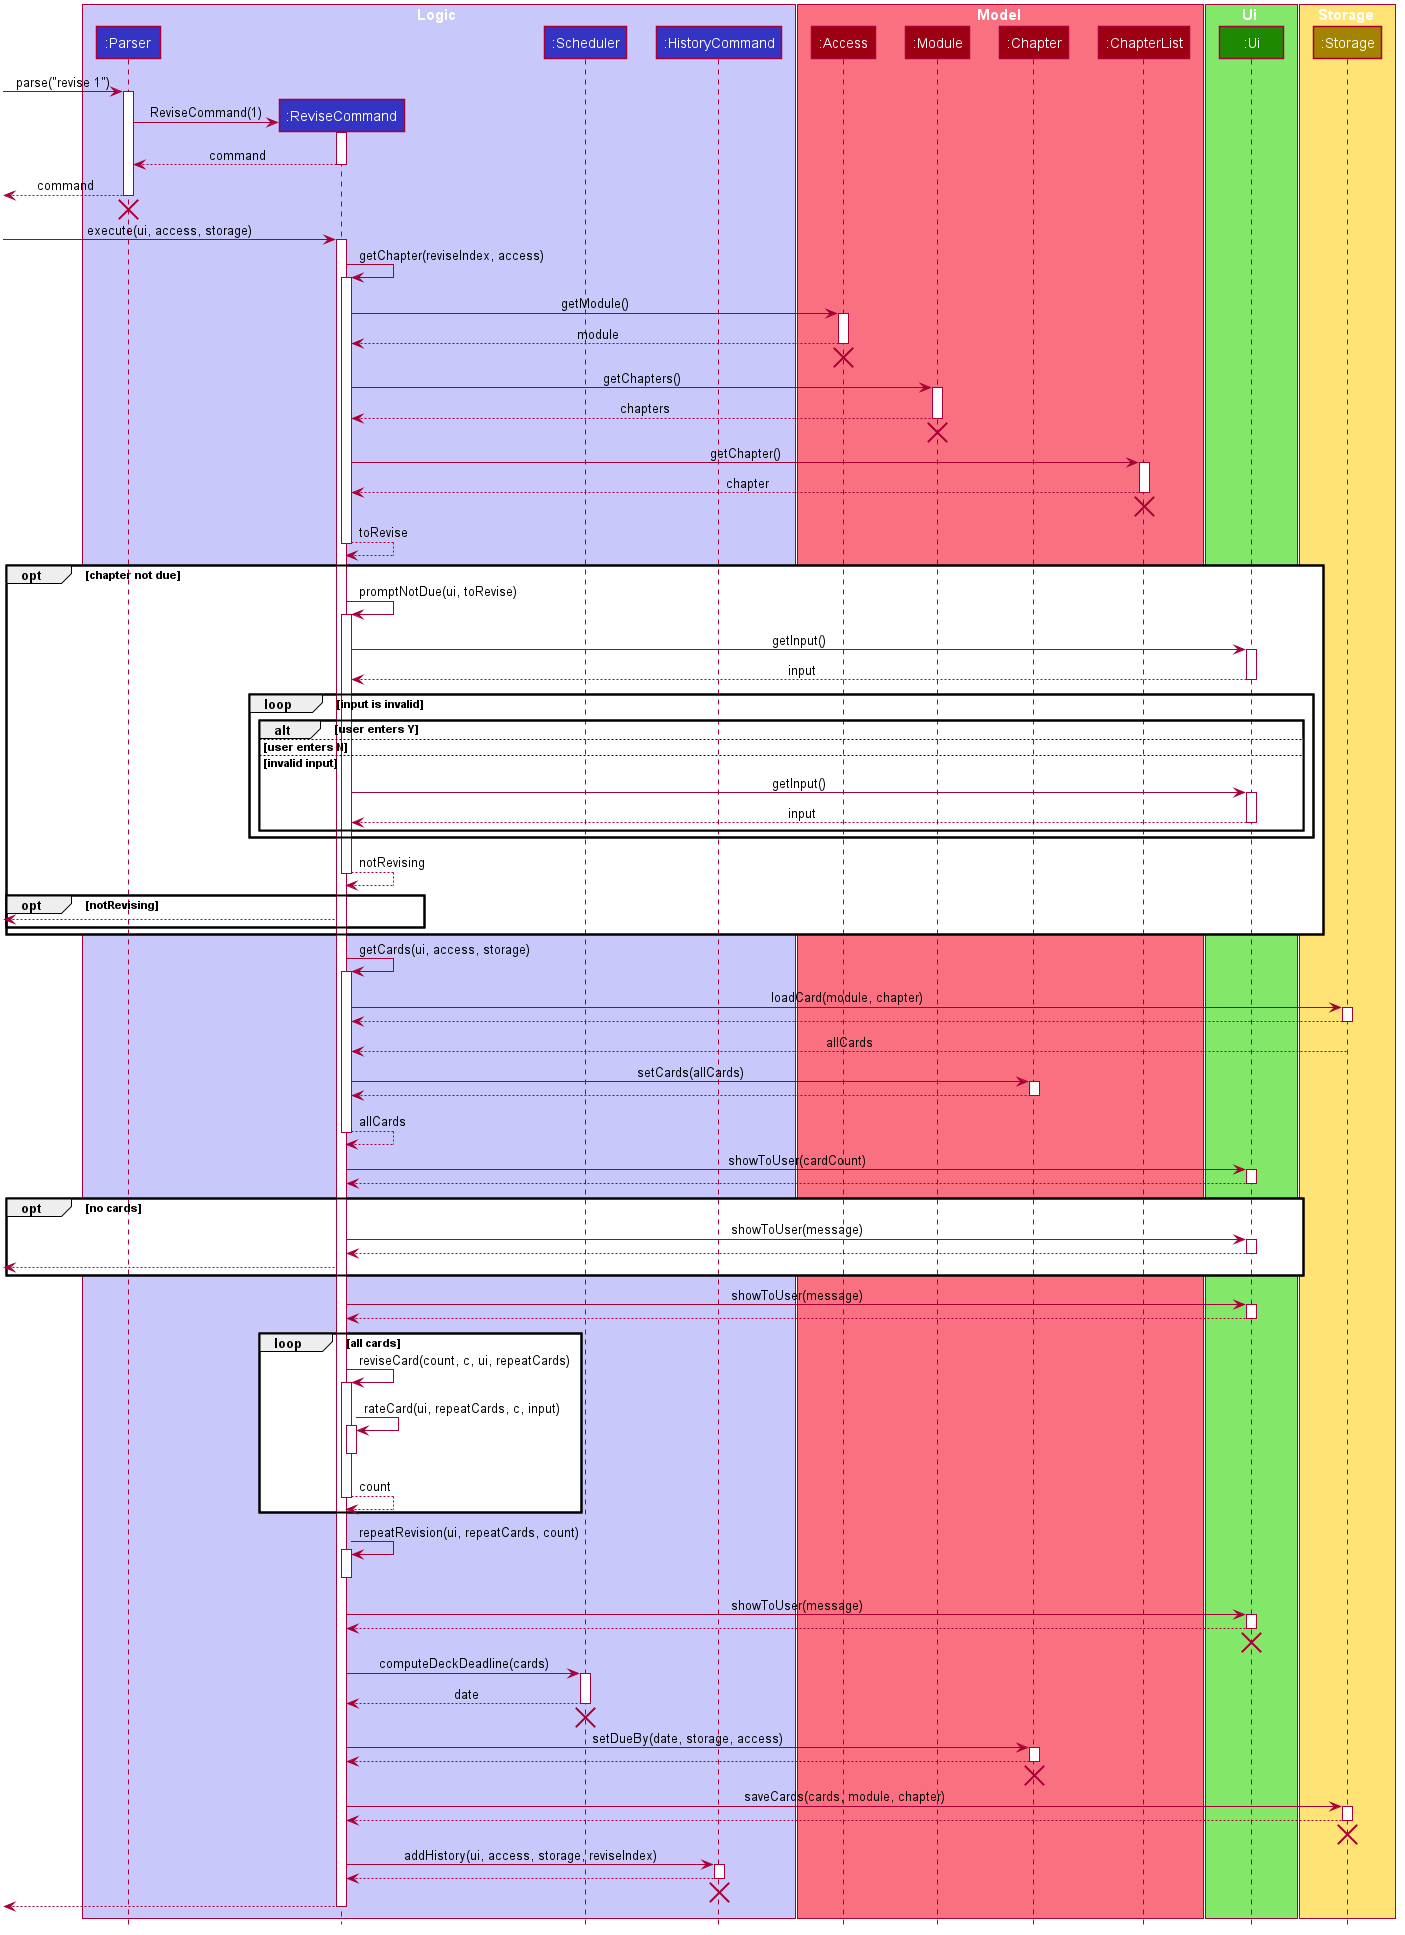 Logic
Model
Ui
Storage
:Parser
:Scheduler
:HistoryCommand
:Access
:Module
:Chapter
:ChapterList
:Ui
:Storage
parse("revise 1")
ReviseCommand(1)
:ReviseCommand
command
command
execute(ui, access, storage)
getChapter(reviseIndex, access)
getModule()
module
getChapters()
chapters
getChapter()
chapter
toRevise
opt [chapter not due]
promptNotDue(ui, toRevise)
getInput()
input
loop [input is invalid]
alt [user enters Y]
[user enters N]
[invalid input]
getInput()
input
notRevising
opt [notRevising]
getCards(ui, access, storage)
loadCard(module, chapter)
allCards
setCards(allCards)
allCards
showToUser(cardCount)
opt [no cards]
showToUser(message)
showToUser(message)
loop [all cards]
reviseCard(count, c, ui, repeatCards)
rateCard(ui, repeatCards, c, input)
count
repeatRevision(ui, repeatCards, count)
showToUser(message)
computeDeckDeadline(cards)
date
setDueBy(date, storage, access)
saveCards(cards, module, chapter)
addHistory(ui, access, storage, reviseIndex)